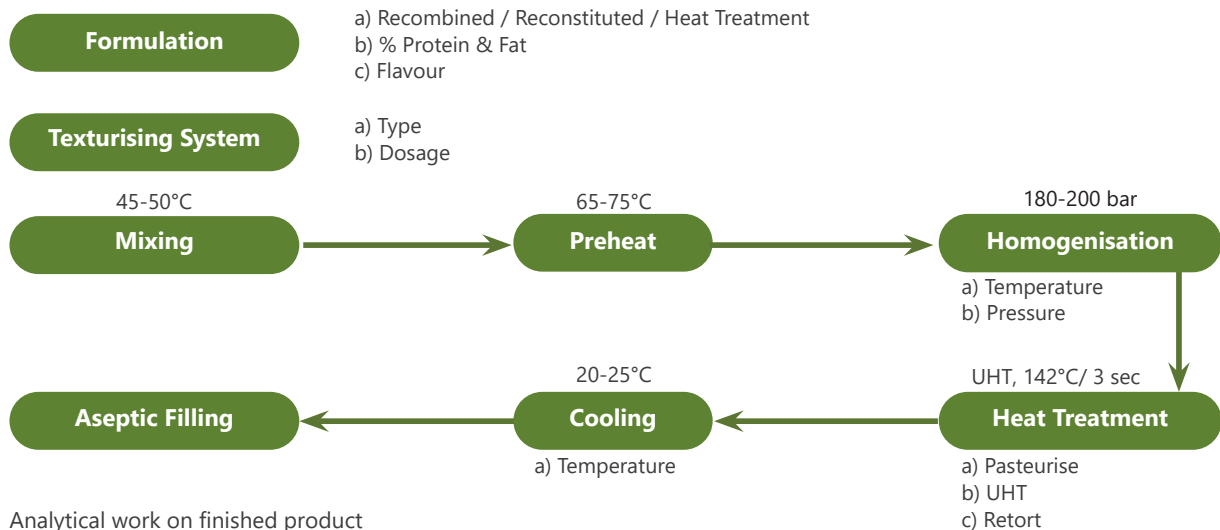 Formulation
a) Recombined / Reconstituted / Heat Treatment
b) % Protein & Fat
c) Flavour
Texturising System
a) Type
b) Dosage
45-50°C
Mixing
65-75°C
Preheat
180-200 bar
Homogenisation
a) Temperature
b) Pressure
Aseptic Filling
20-25°C
Cooling
a) Temperature
UHT, 142°C/ 3 sec
Heat Treatment
a) Pasteurise
b) UHT
c) Retort
Analytical work on finished product